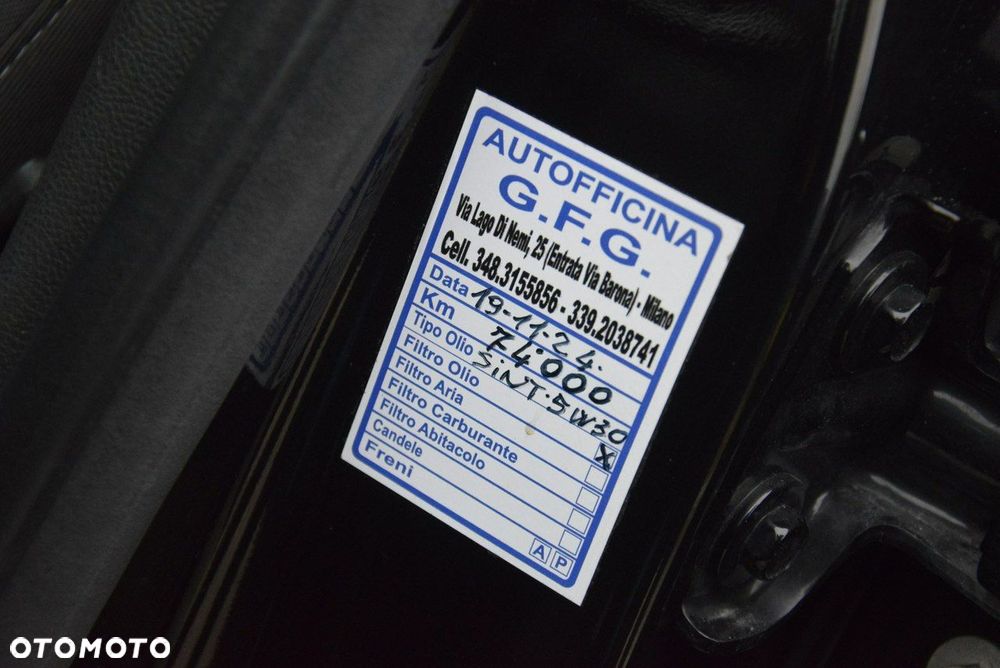 AUTOFFICINA
G.F.G.
Via Lago Di Nemi, 25 (Entrata Via Barona) - Milano
Cell. 348.3155856 - 339.2038741
Data 19-11-24.
Km 74.000
Tipo Olio SiNT.5W30
Filtro Olio X
Filtro Aria
Filtro Carburante
Filtro Abitacolo
Candele
Freni A P
OTOMOTO